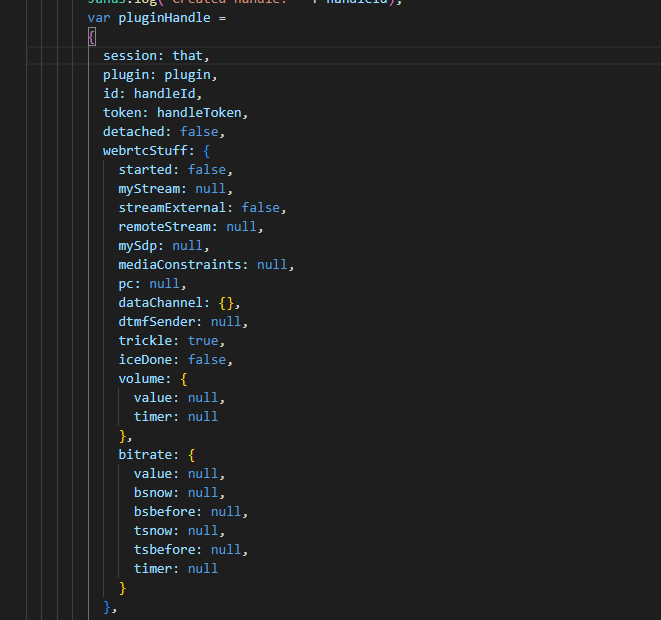 Janus.log("Created handle: " + handleId);
var pluginHandle =
{
session: that,
plugin: plugin,
id: handleId,
token: handleToken,
detached: false,
webrtcStuff: {
started: false,
myStream: null,
streamExternal: false,
remoteStream: null,
mySdp: null,
mediaConstraints: null,
pc: null,
dataChannel: {},
dtmfSender: null,
trickle: true,
iceDone: false,
volume: {
value: null,
timer: null
},
bitrate: {
value: null,
bsnow: null,
bsbefore: null,
tsnow: null,
tsbefore: null,
timer: null
}
},